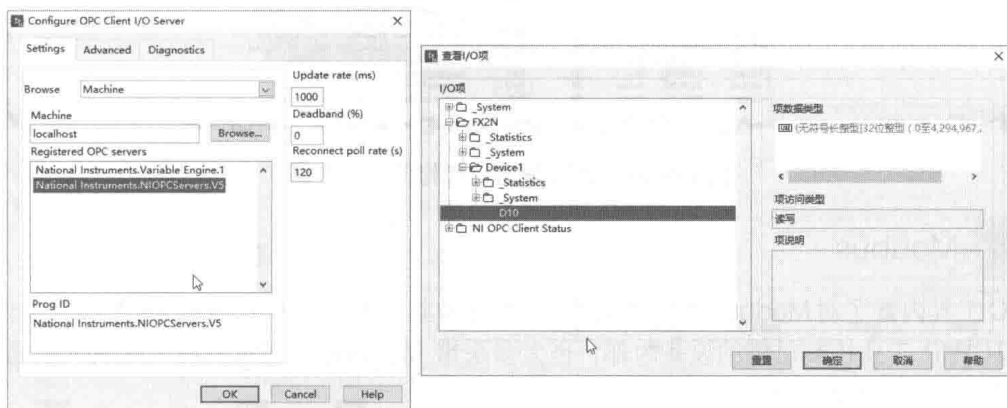 Configure OPC Client I/O Server
Settings
Advanced
Diagnostics
Browse
Machine
Update rate (ms)
1000
Machine
Deadband (%)
localhost
Browse...
0
Registered OPC servers
Reconnect poll rate (s)
National Instruments.Variable Engine.1
120
National Instruments.NIOPCServers.V5
Prog ID
National Instruments.NIOPCServers.V5
OK
Cancel
Help
查看I/O项
I/O项
_System
FX2N
_Statistics
_System
Device1
_Statistics
_System
D10
NI OPC Client Status
项数据类型
(无符号长整型[32位整型 ( 0至4,294,967,
项访问类型
读写
项说明
重置
确定
取消
帮助